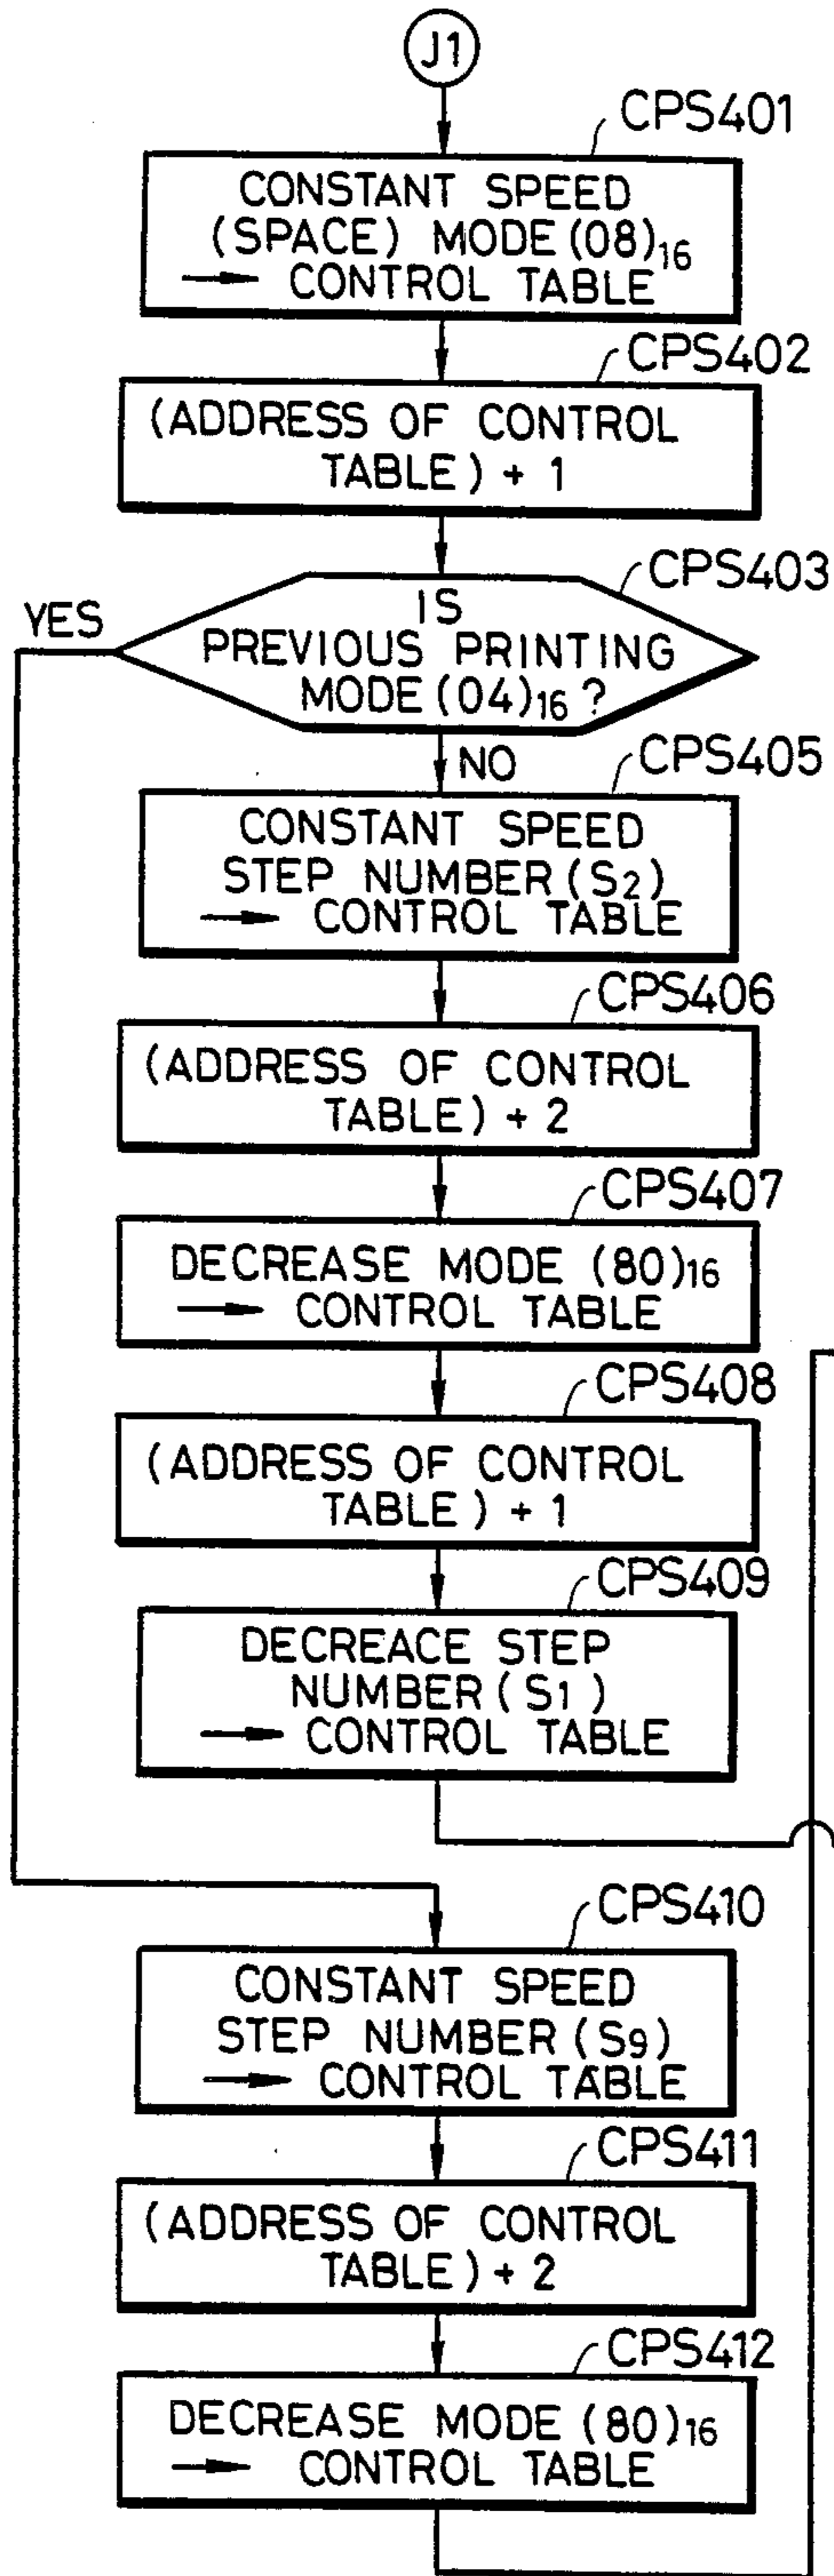 J1
CPS401
CONSTANT SPEED
(SPACE) MODE (08)₁₆
→ CONTROL TABLE
CPS402
(ADDRESS OF CONTROL
TABLE) + 1
CPS403
YES
IS
PREVIOUS PRINTING
MODE (04)₁₆ ?
NO
CPS405
CONSTANT SPEED
STEP NUMBER (S₂)
→ CONTROL TABLE
CPS406
(ADDRESS OF CONTROL
TABLE) + 2
CPS407
DECREASE MODE (80)₁₆
→ CONTROL TABLE
CPS408
(ADDRESS OF CONTROL
TABLE) + 1
CPS409
DECREACE STEP
NUMBER (S₁)
→ CONTROL TABLE
CPS410
CONSTANT SPEED
STEP NUMBER (S₉)
→ CONTROL TABLE
CPS411
(ADDRESS OF CONTROL
TABLE) + 2
CPS412
DECREASE MODE (80)₁₆
→ CONTROL TABLE